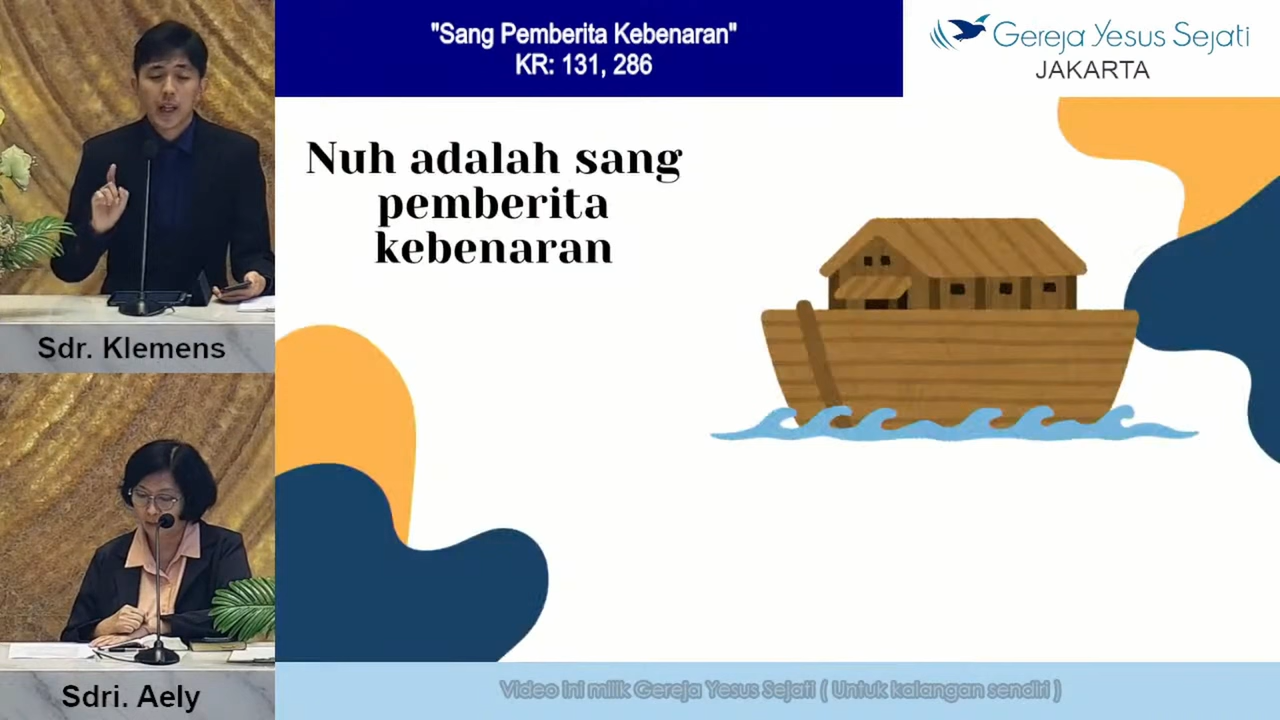 "Sang Pemberita Kebenaran"
KR: 131, 286
Gereja Yesus Sejati
JAKARTA
Nuh adalah sang
pemberita
kebenaran
Sdr. Klemens
Sdri. Aely
Video ini milik Gereja Yesus Sejati ( Untuk kalangan sendiri )